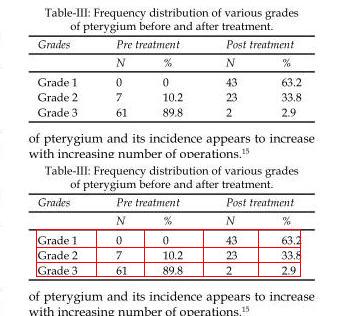 Table-III: Frequency distribution of various grades
of pterygium before and after treatment.
Grades Pre treatment Post treatment
N % N %
Grade 1 0 0 43 63.2
Grade 2 7 10.2 23 33.8
Grade 3 61 89.8 2 2.9
of pterygium and its incidence appears to increase
with increasing number of operations.15
Table-III: Frequency distribution of various grades
of pterygium before and after treatment.
Grades Pre treatment Post treatment
N % N %
Grade 1 0 0 43 63.2
Grade 2 7 10.2 23 33.8
Grade 3 61 89.8 2 2.9
of pterygium and its incidence appears to increase
with increasing number of operations.15